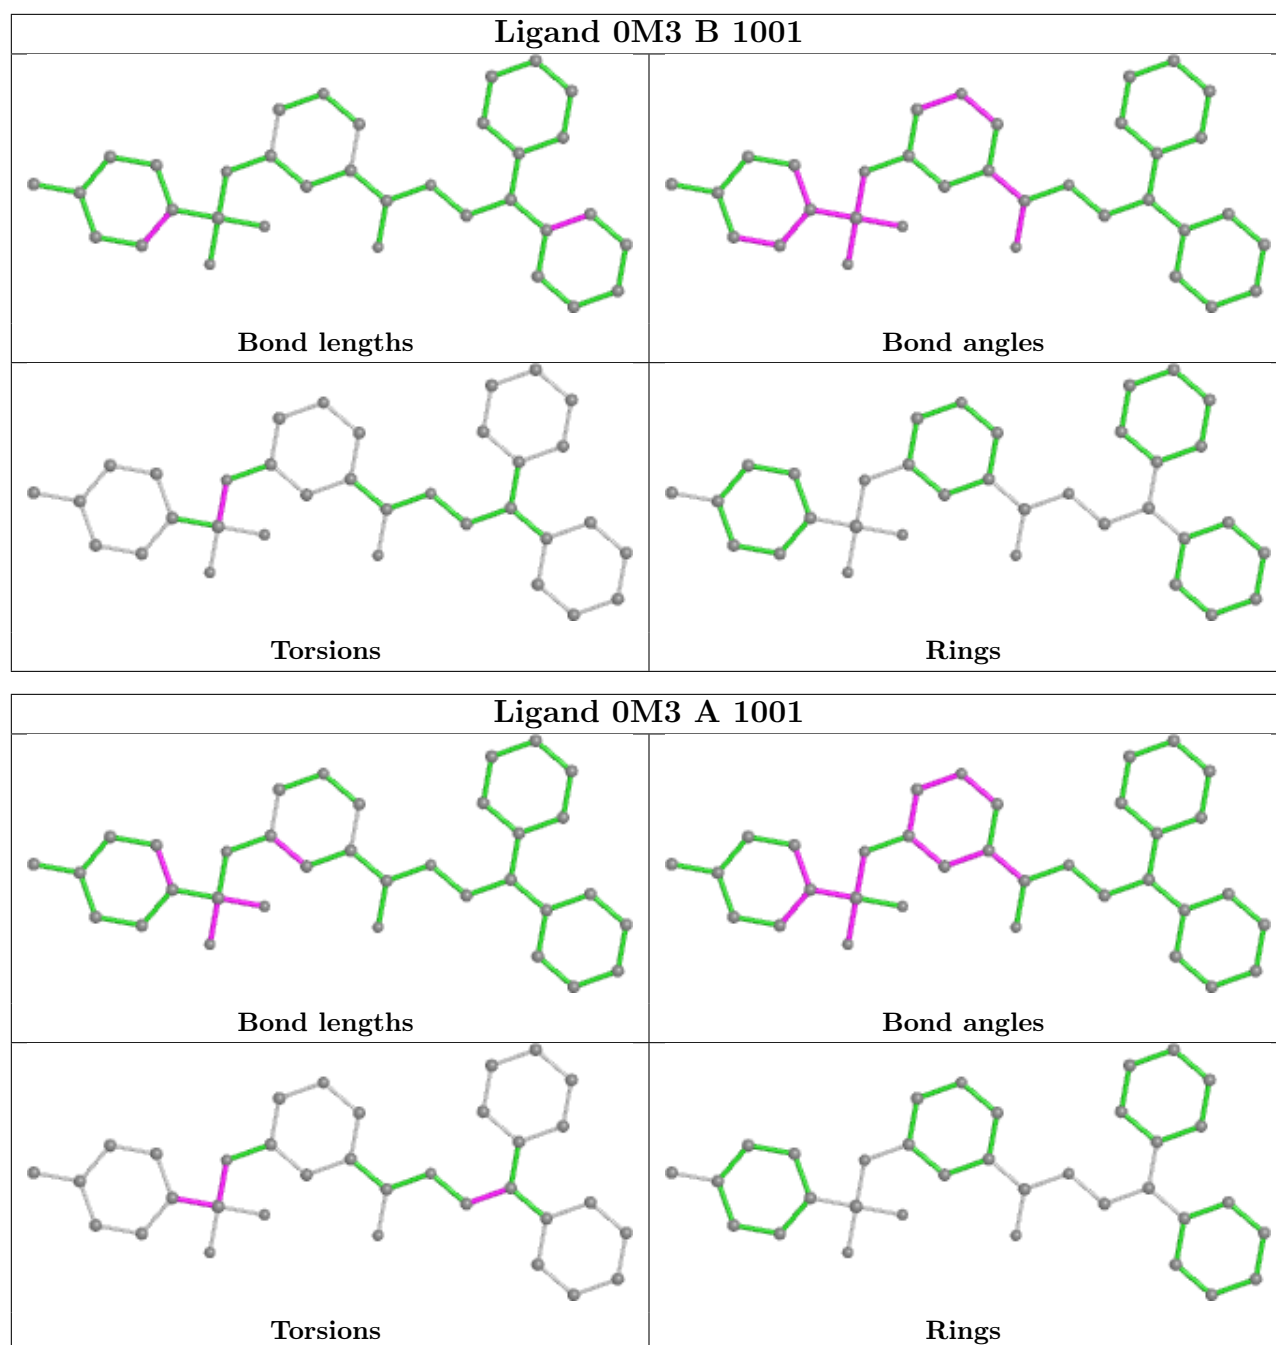 Ligand 0M3 B 1001
Bond lengths
Bond angles
Torsions
Rings
Ligand 0M3 A 1001
Bond lengths
Bond angles
Torsions
Rings